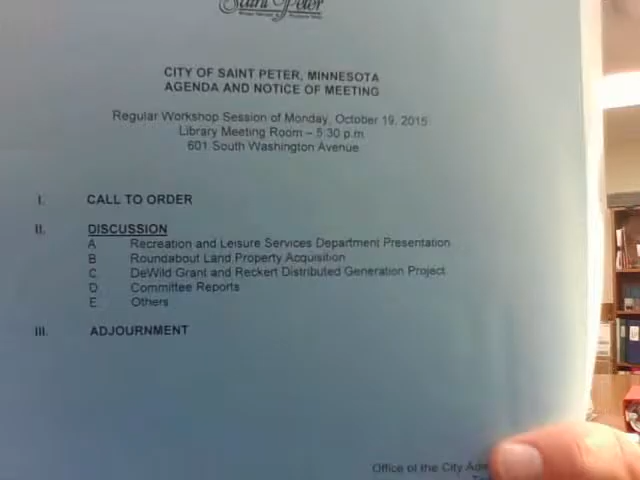 Saint Peter
CITY OF SAINT PETER, MINNESOTA
AGENDA AND NOTICE OF MEETING
Regular Workshop Session of Monday, October 19, 2015
Library Meeting Room – 5:30 p.m.
601 South Washington Avenue
I. CALL TO ORDER
II. DISCUSSION
A Recreation and Leisure Services Department Presentation
B Roundabout Land Property Acquisition
C. DeWild Grant and Reckert Distributed Generation Project
D. Committee Reports
E. Others
III. ADJOURNMENT
Office of the City